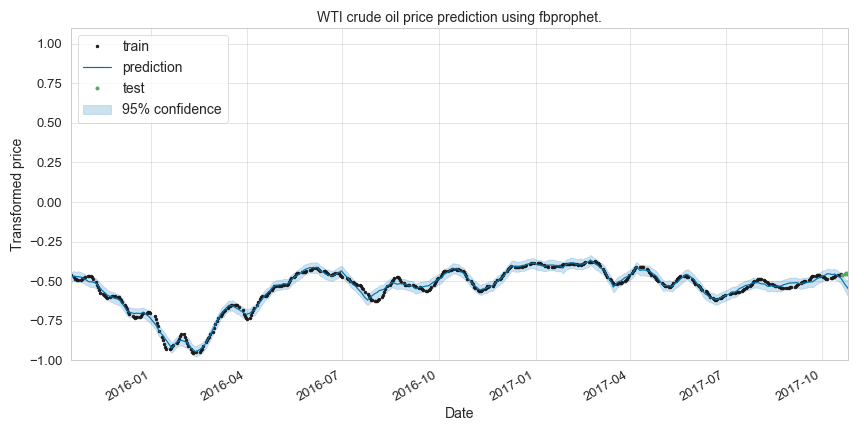 WTI crude oil price prediction using fbprophet.
train
prediction
test
95% confidence
1.00
0.75
0.50
0.25
0.00
−0.25
−0.50
−0.75
−1.00
Transformed price
2016-01
2016-04
2016-07
2016-10
2017-01
2017-04
2017-07
2017-10
Date